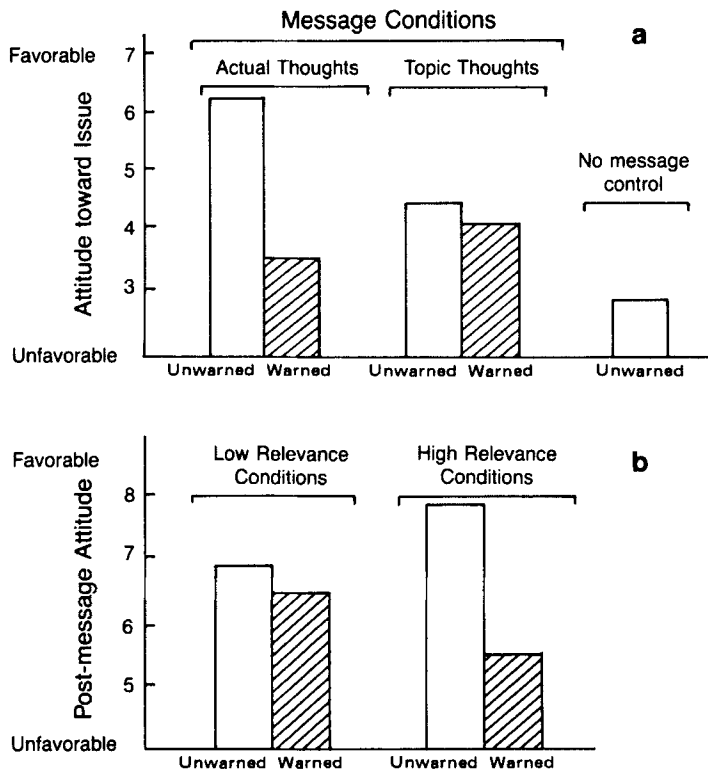 Message Conditions
a
Favorable
7
Actual Thoughts
Topic Thoughts
6
5
No message
control
4
3
Attitude toward Issue
Unfavorable
Unwarned Warned
Unwarned Warned
Unwarned
b
Favorable
Low Relevance
Conditions
High Relevance
Conditions
8
7
6
5
Post-message Attitude
Unfavorable
Unwarned Warned
Unwarned Warned